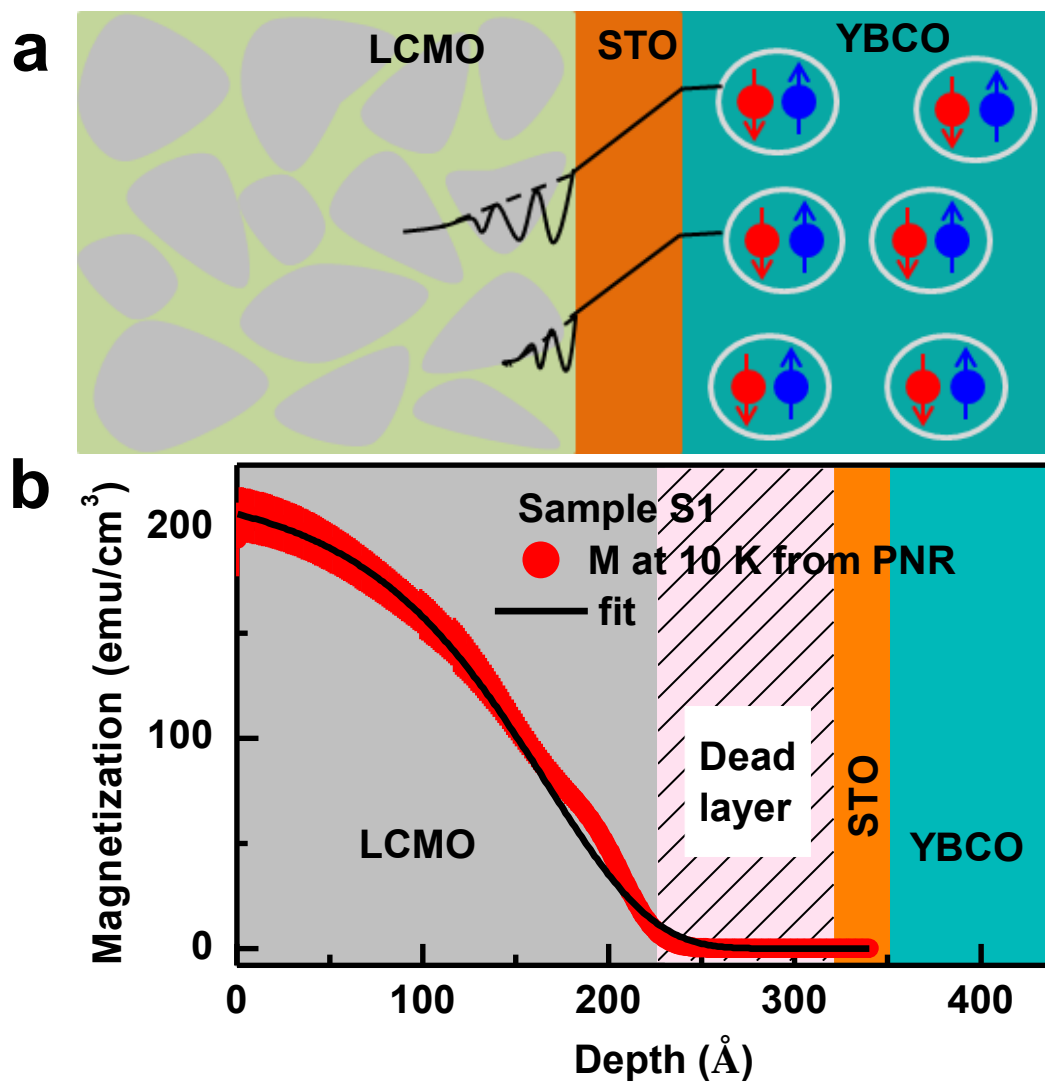 a
LCMO
STO
YBCO
b
Magnetization (emu/cm³)
200
100
0
Sample S1
M at 10 K from PNR
fit
Dead
layer
LCMO
STO
YBCO
0 100 200 300 400
Depth (Å)